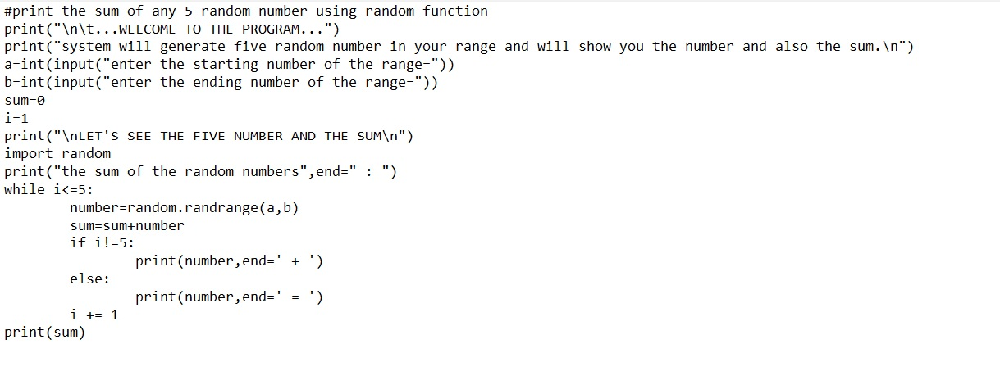 #print the sum of any 5 random number using random function
print("\n\t...WELCOME TO THE PROGRAM...")
print("system will generate five random number in your range and will show you the number and also the sum.\n")
a=int(input("enter the starting number of the range="))
b=int(input("enter the ending number of the range="))
sum=0
i=1
print("\nLET'S SEE THE FIVE NUMBER AND THE SUM\n")
import random
print("the sum of the random numbers",end=" : ")
while i<=5:
        number=random.randrange(a,b)
        sum=sum+number
        if i!=5:
                print(number,end=' + ')
        else:
                print(number,end=' = ')
        i += 1
print(sum)